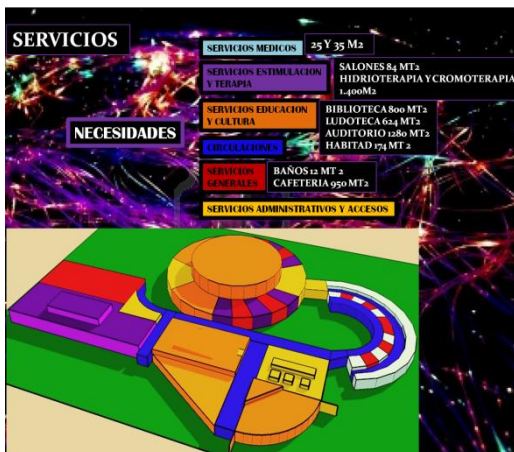 SERVICIOS
SERVICIOS MEDICOS
25 Y 35 M2
SERVICIOS ESTIMULACION
Y TERAPIA
SALONES 84 MT2
HIDRIOTERAPIA Y CROMOTERAPIA
1,400M2
NECESIDADES
SERVICIOS EDUCACION
Y CULTURA
BIBLIOTECA 800 MT2
LUDOTECA 624 MT2
AUDITORIO 1280 MT2
HABITAD 174 MT 2
CIRCULACIONES
SERVICIOS
GENERALES
BAÑOS 12 MT 2
CAFETERIA 950 MT2
SERVICIOS ADMINISTRATIVOS Y ACCESOS